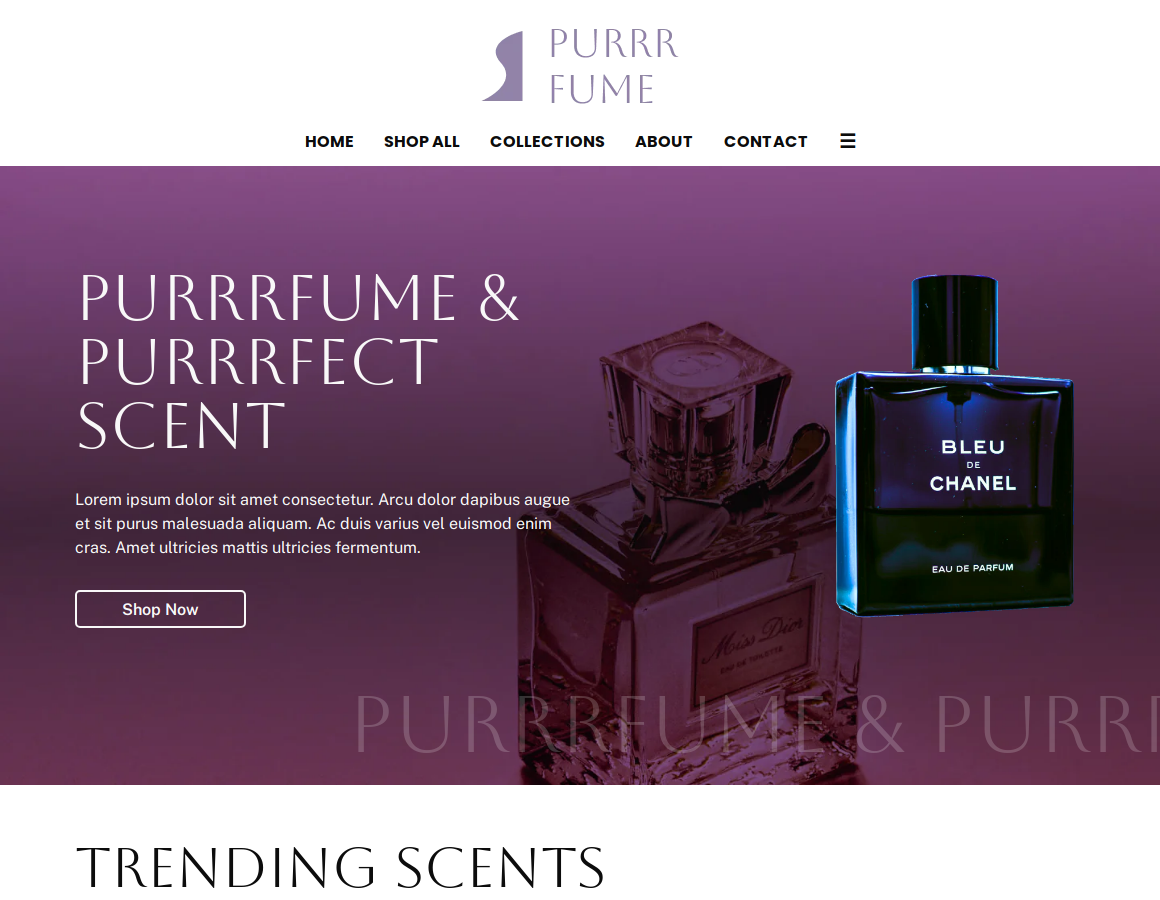 PURRR
FUME
HOME SHOP ALL COLLECTIONS ABOUT CONTACT ☰
PURRRFUME &
PURRRFECT
SCENT
Lorem ipsum dolor sit amet consectetur. Arcu dolor dapibus augue
et sit purus malesuada aliquam. Ac duis varius vel euismod enim
cras. Amet ultricies mattis ultricies fermentum.
Shop Now
BLEU
DE
CHANEL
EAU DE PARFUM
Miss Dior
EAU DE TOILETTE
PURRRFUME & PURRR
TRENDING SCENTS